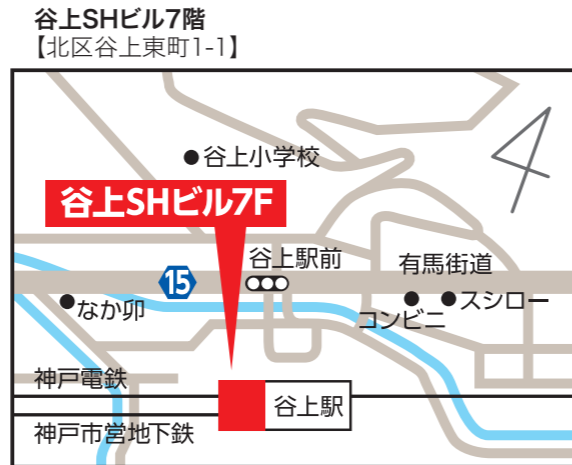 谷上SHビル7階
【北区谷上東町1-1】
谷上小学校
谷上SHビル7F
谷上駅前
有馬街道
15
なか卯
スシロー
コンビニ
神戸電鉄
谷上駅
神戸市営地下鉄